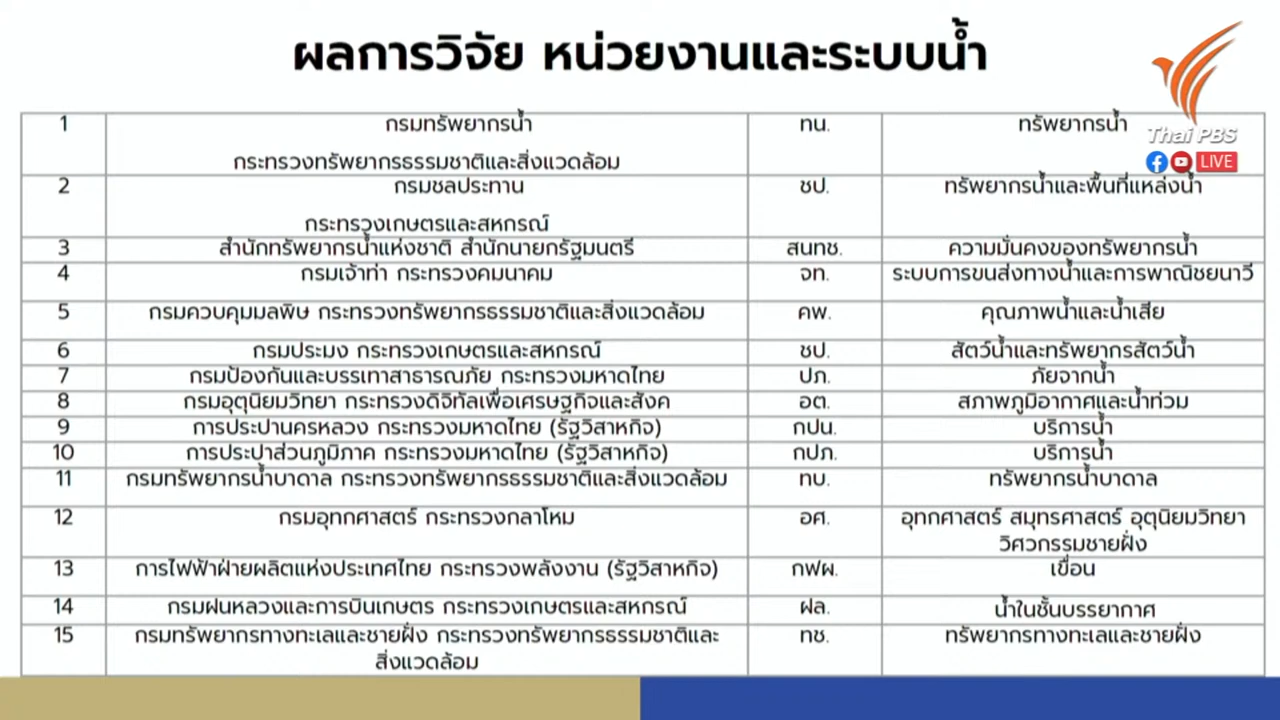 ผลการวิจัย หน่วยงานและระบบน้ำ
Thai PBS
LIVE
1 กรมทรัพยากรน้ำ ทน. ทรัพยากรน้ำ
กระทรวงทรัพยากรธรรมชาติและสิ่งแวดล้อม
2 กรมชลประทาน ชป. ทรัพยากรน้ำและพื้นที่แหล่งน้ำ
กระทรวงเกษตรและสหกรณ์
3 สำนักทรัพยากรน้ำแห่งชาติ สำนักนายกรัฐมนตรี สนทช. ความมั่นคงของทรัพยากรน้ำ
4 กรมเจ้าท่า กระทรวงคมนาคม จท. ระบบการขนส่งทางน้ำและการพาณิชยนาวี
5 กรมควบคุมมลพิษ กระทรวงทรัพยากรธรรมชาติและสิ่งแวดล้อม คพ. คุณภาพน้ำและน้ำเสีย
6 กรมประมง กระทรวงเกษตรและสหกรณ์ ชป. สัตว์น้ำและทรัพยากรสัตว์น้ำ
7 กรมป้องกันและบรรเทาสาธารณภัย กระทรวงมหาดไทย ปภ. ภัยจากน้ำ
8 กรมอุตุนิยมวิทยา กระทรวงดิจิทัลเพื่อเศรษฐกิจและสังค อต. สภาพภูมิอากาศและน้ำท่วม
9 การประปานครหลวง กระทรวงมหาดไทย (รัฐวิสาหกิจ) กปน. บริการน้ำ
10 การประปาส่วนภูมิภาค กระทรวงมหาดไทย (รัฐวิสาหกิจ) กปภ. บริการน้ำ
11 กรมทรัพยากรน้ำบาดาล กระทรวงทรัพยากรธรรมชาติและสิ่งแวดล้อม ทบ. ทรัพยากรน้ำบาดาล
12 กรมอุทกศาสตร์ กระทรวงกลาโหม อศ. อุทกศาสตร์ สมุทรศาสตร์ อุตุนิยมวิทยา
วิศวกรรมชายฝั่ง
13 การไฟฟ้าฝ่ายผลิตแห่งประเทศไทย กระทรวงพลังงาน (รัฐวิสาหกิจ) กฟผ. เขื่อน
14 กรมฝนหลวงและการบินเกษตร กระทรวงเกษตรและสหกรณ์ ฝล. น้ำในชั้นบรรยากาศ
15 กรมทรัพยากรทางทะเลและชายฝั่ง กระทรวงทรัพยากรธรรมชาติและ ทช. ทรัพยากรทางทะเลและชายฝั่ง
สิ่งแวดล้อม